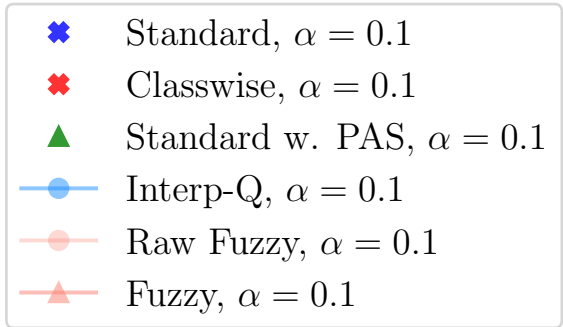 Standard, α = 0.1
Classwise, α = 0.1
Standard w. PAS, α = 0.1
Interp-Q, α = 0.1
Raw Fuzzy, α = 0.1
Fuzzy, α = 0.1